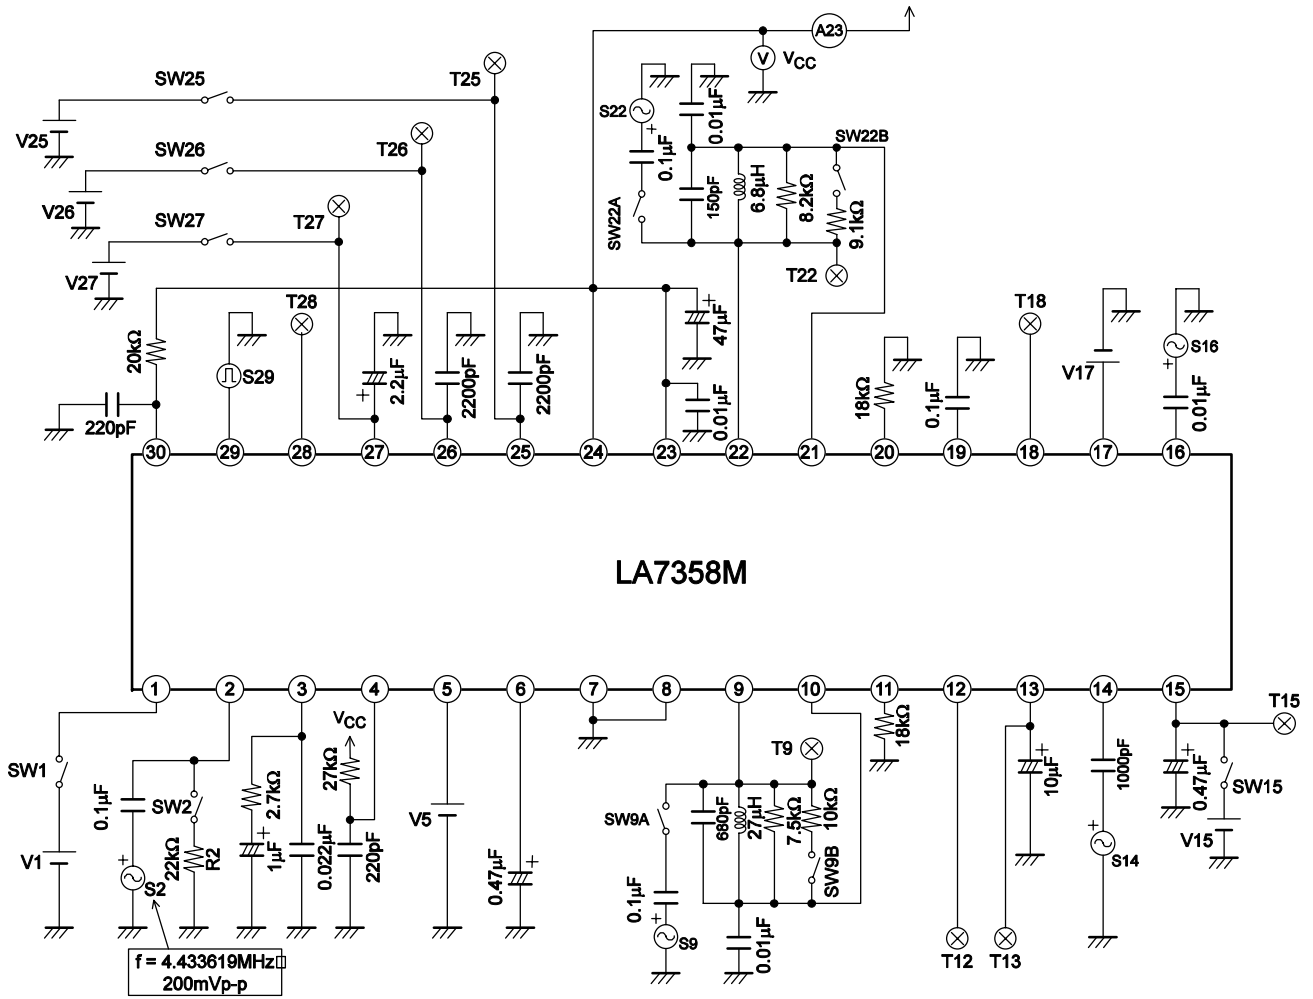 A23
V
VCC
SW25
T25
V25
SW26
T26
V26
SW27
T27
V27
T28
S22
0.1µF
SW22A
0.01µF
150pF
6.8µH
8.2kΩ
SW22B
9.1kΩ
T22
20kΩ
220pF
S29
2.2µF
2200pF
2200pF
47µF
0.01µF
18kΩ
0.1µF
T18
V17
S16
0.01µF
30
29
28
27
26
25
24
23
22
21
20
19
18
17
16
LA7358M
1
2
3
4
5
6
7
8
9
10
11
12
13
14
15
SW1
V1
0.1µF
S2
SW2
22kΩ
R2
2.7kΩ
1µF
0.022µF
VCC
27kΩ
220pF
V5
0.47µF
SW9A
0.1µF
S9
680pF
27µH
7.5kΩ
10kΩ
T9
SW9B
0.01µF
18kΩ
T12
T13
10µF
1000pF
S14
0.47µF
T15
SW15
V15
f = 4.433619MHz□
200mVp-p